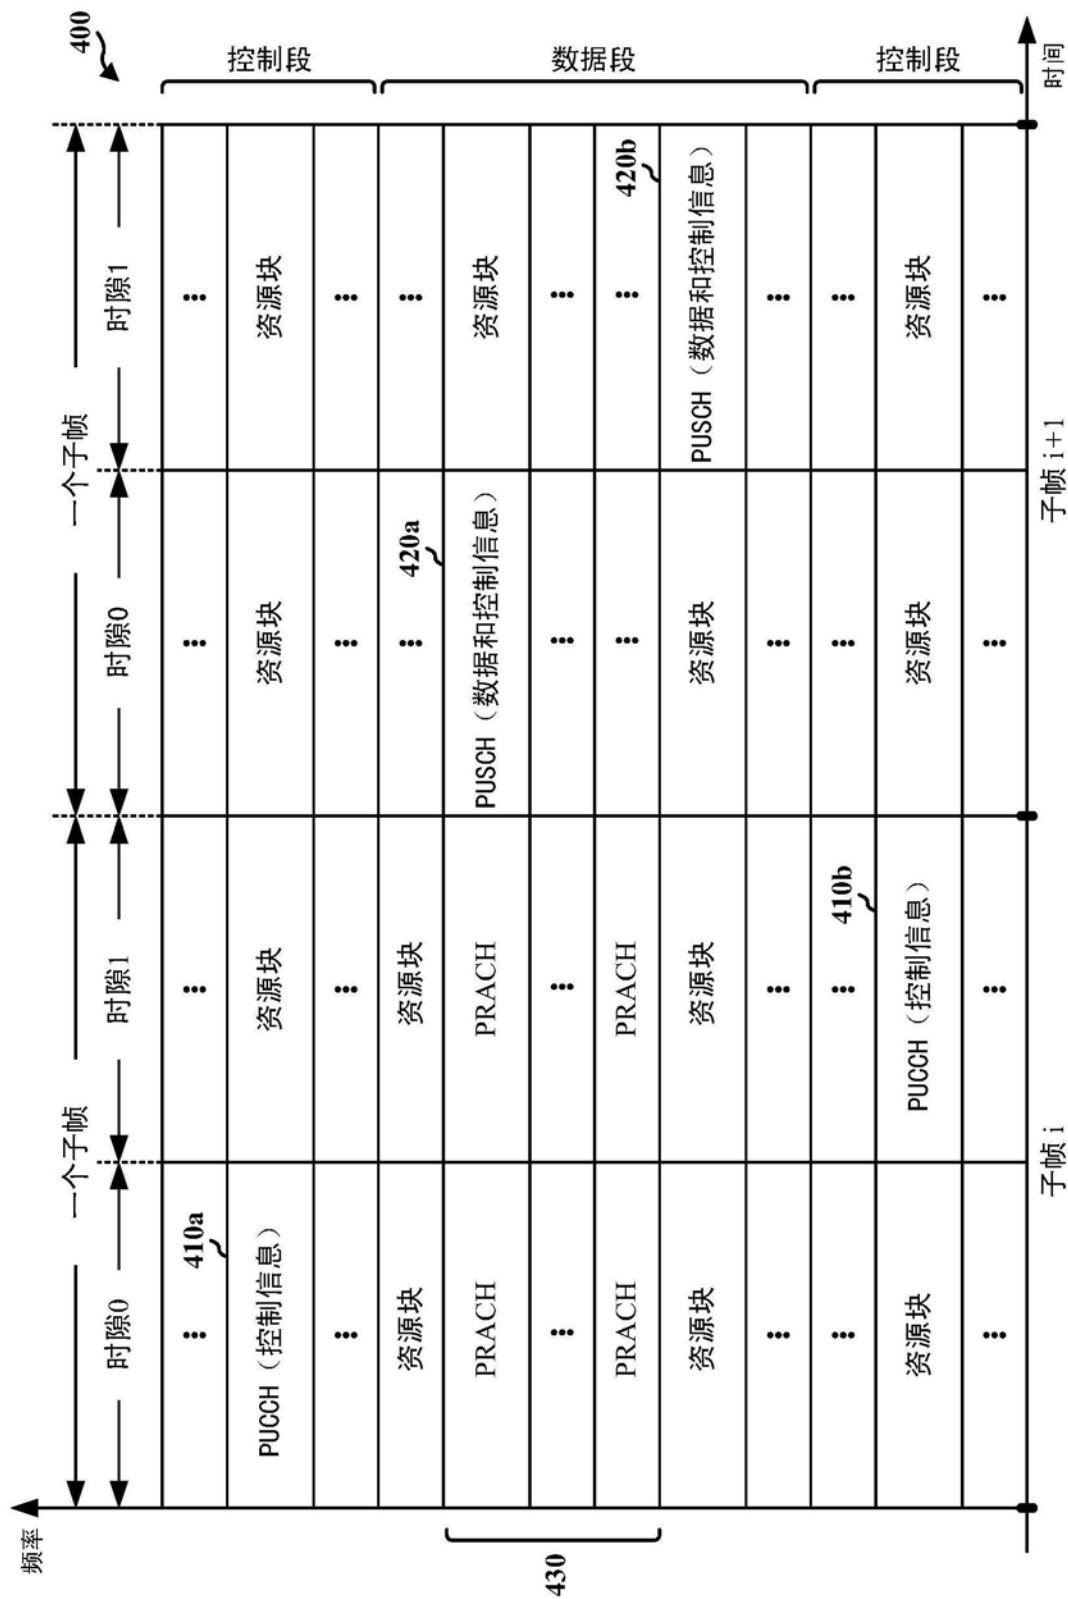 频率
400
一个子帧
一个子帧
时隙0
时隙1
时隙0
时隙1
410a
⋮ ⋮ ⋮ ⋮
PUCCH（控制信息） 资源块 资源块 资源块
⋮ ⋮ ⋮ ⋮
控制段
420a
资源块 资源块 ⋮ ⋮
PRACH PRACH PUSCH（数据和控制信息） 资源块
⋮ ⋮ ⋮ ⋮
420b
PRACH PRACH ⋮ ⋮
资源块 资源块 资源块 PUSCH（数据和控制信息）
⋮ ⋮ ⋮ ⋮
数据段
430
410b
⋮ ⋮ ⋮ ⋮
资源块 PUCCH（控制信息） 资源块 资源块
⋮ ⋮ ⋮ ⋮
控制段
子帧 i
子帧 i+1
时间